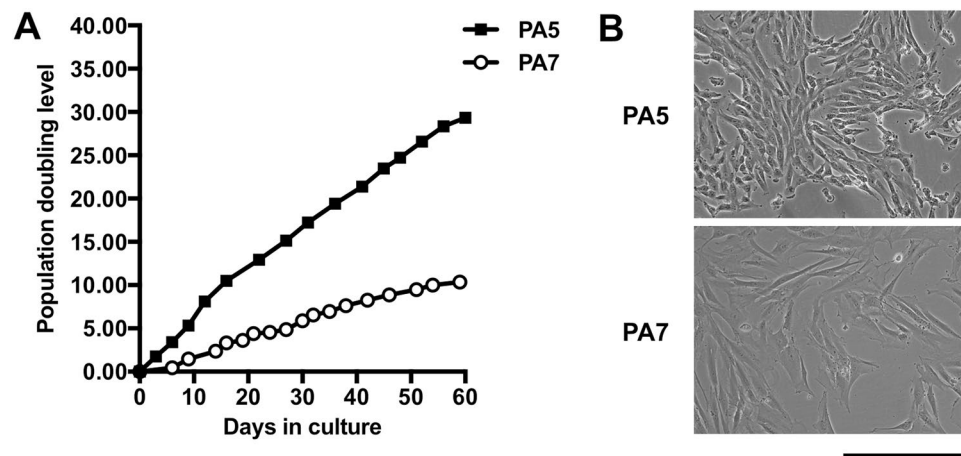 A
40.00
35.00
30.00
25.00
20.00
15.00
10.00
5.00
0.00
Population doubling level
0 10 20 30 40 50 60
Days in culture
PA5
PA7
B
PA5
PA7